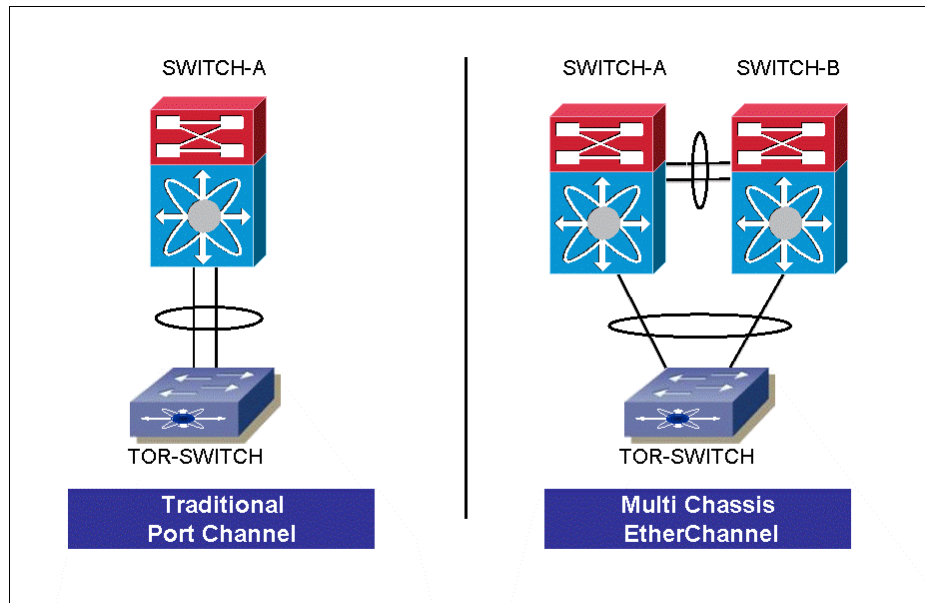 SWITCH-A
TOR-SWITCH
Traditional
Port Channel
SWITCH-A
SWITCH-B
TOR-SWITCH
Multi Chassis
EtherChannel